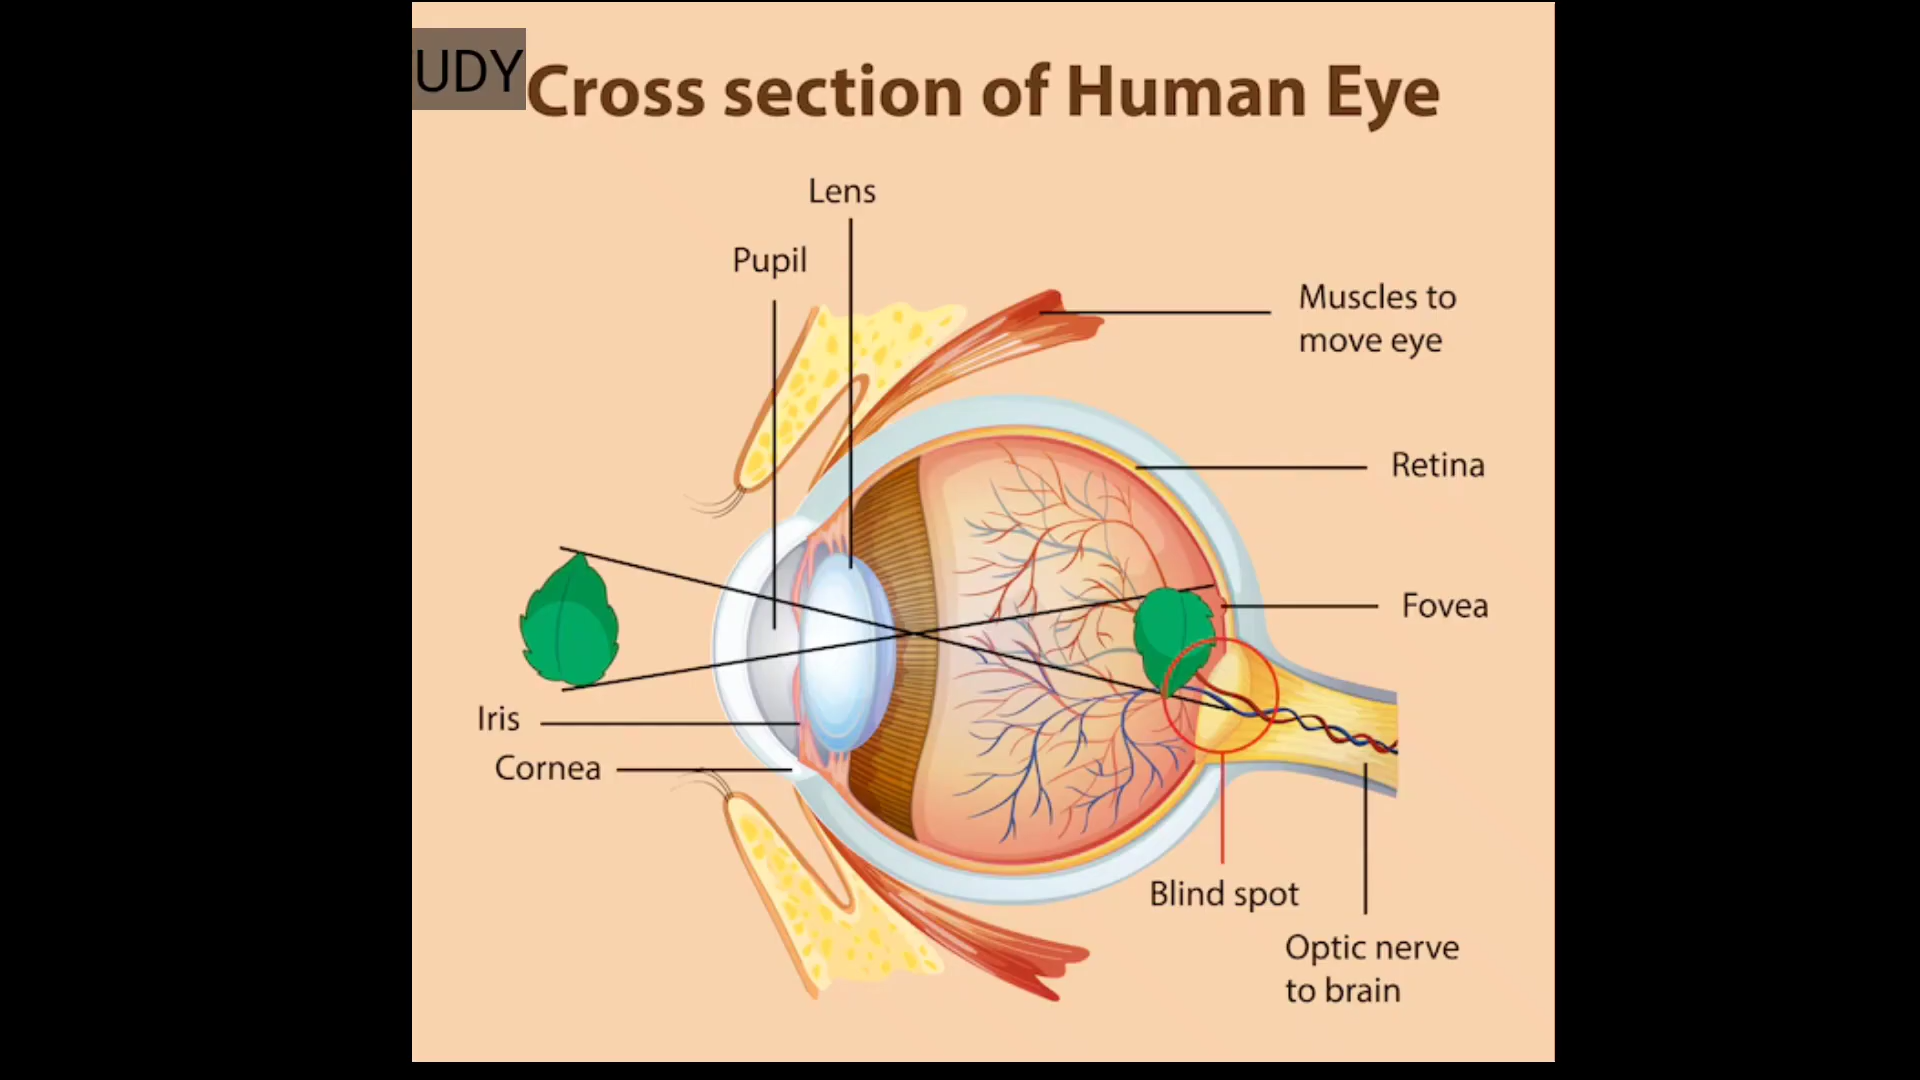 UDY
Cross section of Human Eye
Lens
Pupil
Muscles to
move eye
Retina
Fovea
Iris
Cornea
Blind spot
Optic nerve
to brain